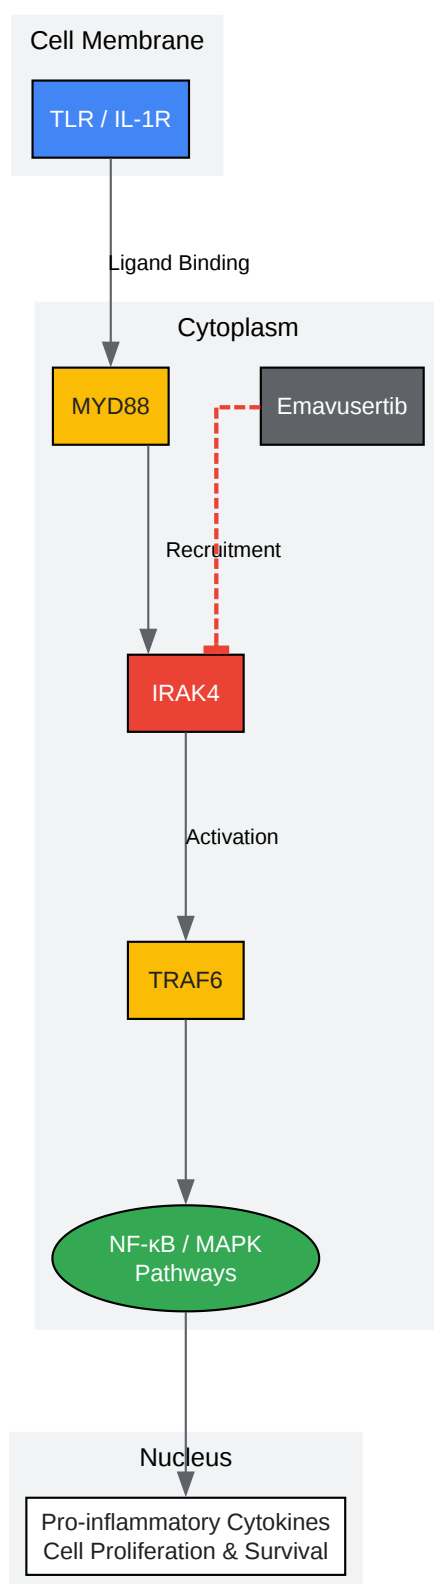 Cell Membrane
TLR / IL-1R
Ligand Binding
Cytoplasm
MYD88
Emavusertib
Recruitment
IRAK4
Activation
TRAF6
NF-κB / MAPK
Pathways
Nucleus
Pro-inflammatory Cytokines
Cell Proliferation & Survival